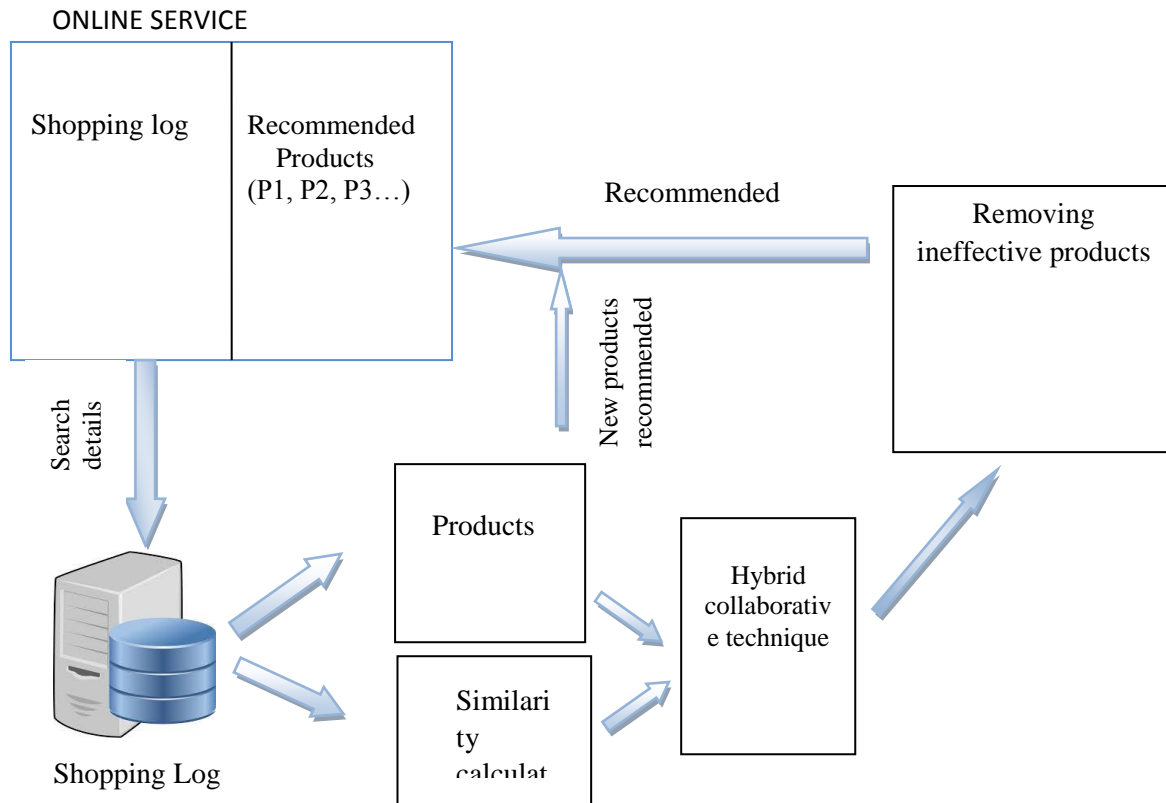 ONLINE SERVICE
Shopping log
Recommended
Products
(P1, P2, P3…)
Recommended
Removing
ineffective products
Search
details
New products
recommended
Products
Hybrid
collaborativ
e technique
Similari
ty
calculat
Shopping Log